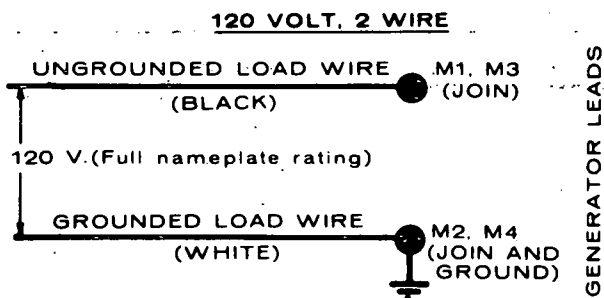 120 VOLT, 2 WIRE
UNGROUNDED LOAD WIRE
(BLACK)
M1, M3
(JOIN)
120 V.(Full nameplate rating)
GROUNDED LOAD WIRE
(WHITE)
M2, M4
(JOIN AND
GROUND)
GENERATOR LEADS